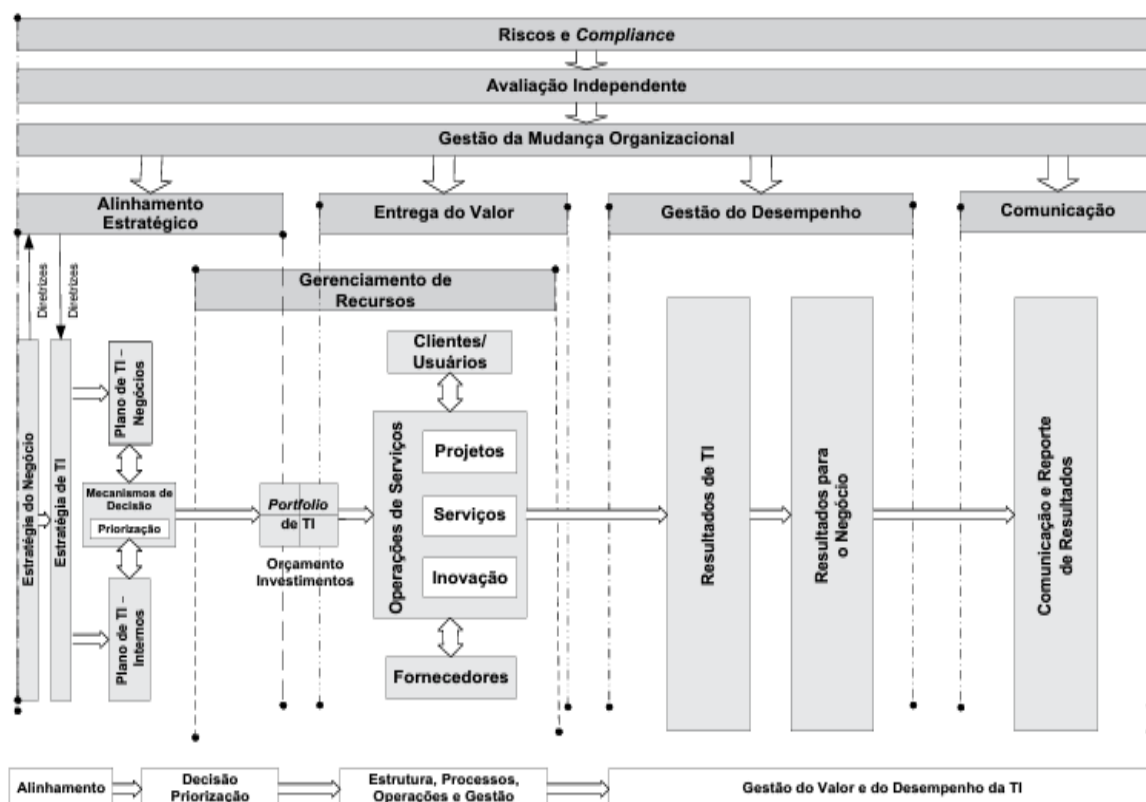 Riscos e Compliance
Avaliação Independente
Gestão da Mudança Organizacional
Alinhamento
Estratégico
Entrega do Valor
Gestão do Desempenho
Comunicação
Diretrizes
Diretrizes
Gerenciamento de
Recursos
Estratégia do Negócio
Estratégia de TI
Plano de TI –
Negócios
Mecanismos de
Decisão
Priorização
Plano de TI –
Internos
Portfolio
de TI
Orçamento
Investimentos
Clientes/
Usuários
Operações de Serviços
Projetos
Serviços
Inovação
Fornecedores
Resultados de TI
Resultados para
o Negócio
Comunicação e Reporte
de Resultados
Alinhamento
Decisão
Priorização
Estrutura, Processos,
Operações e Gestão
Gestão do Valor e do Desempenho da TI